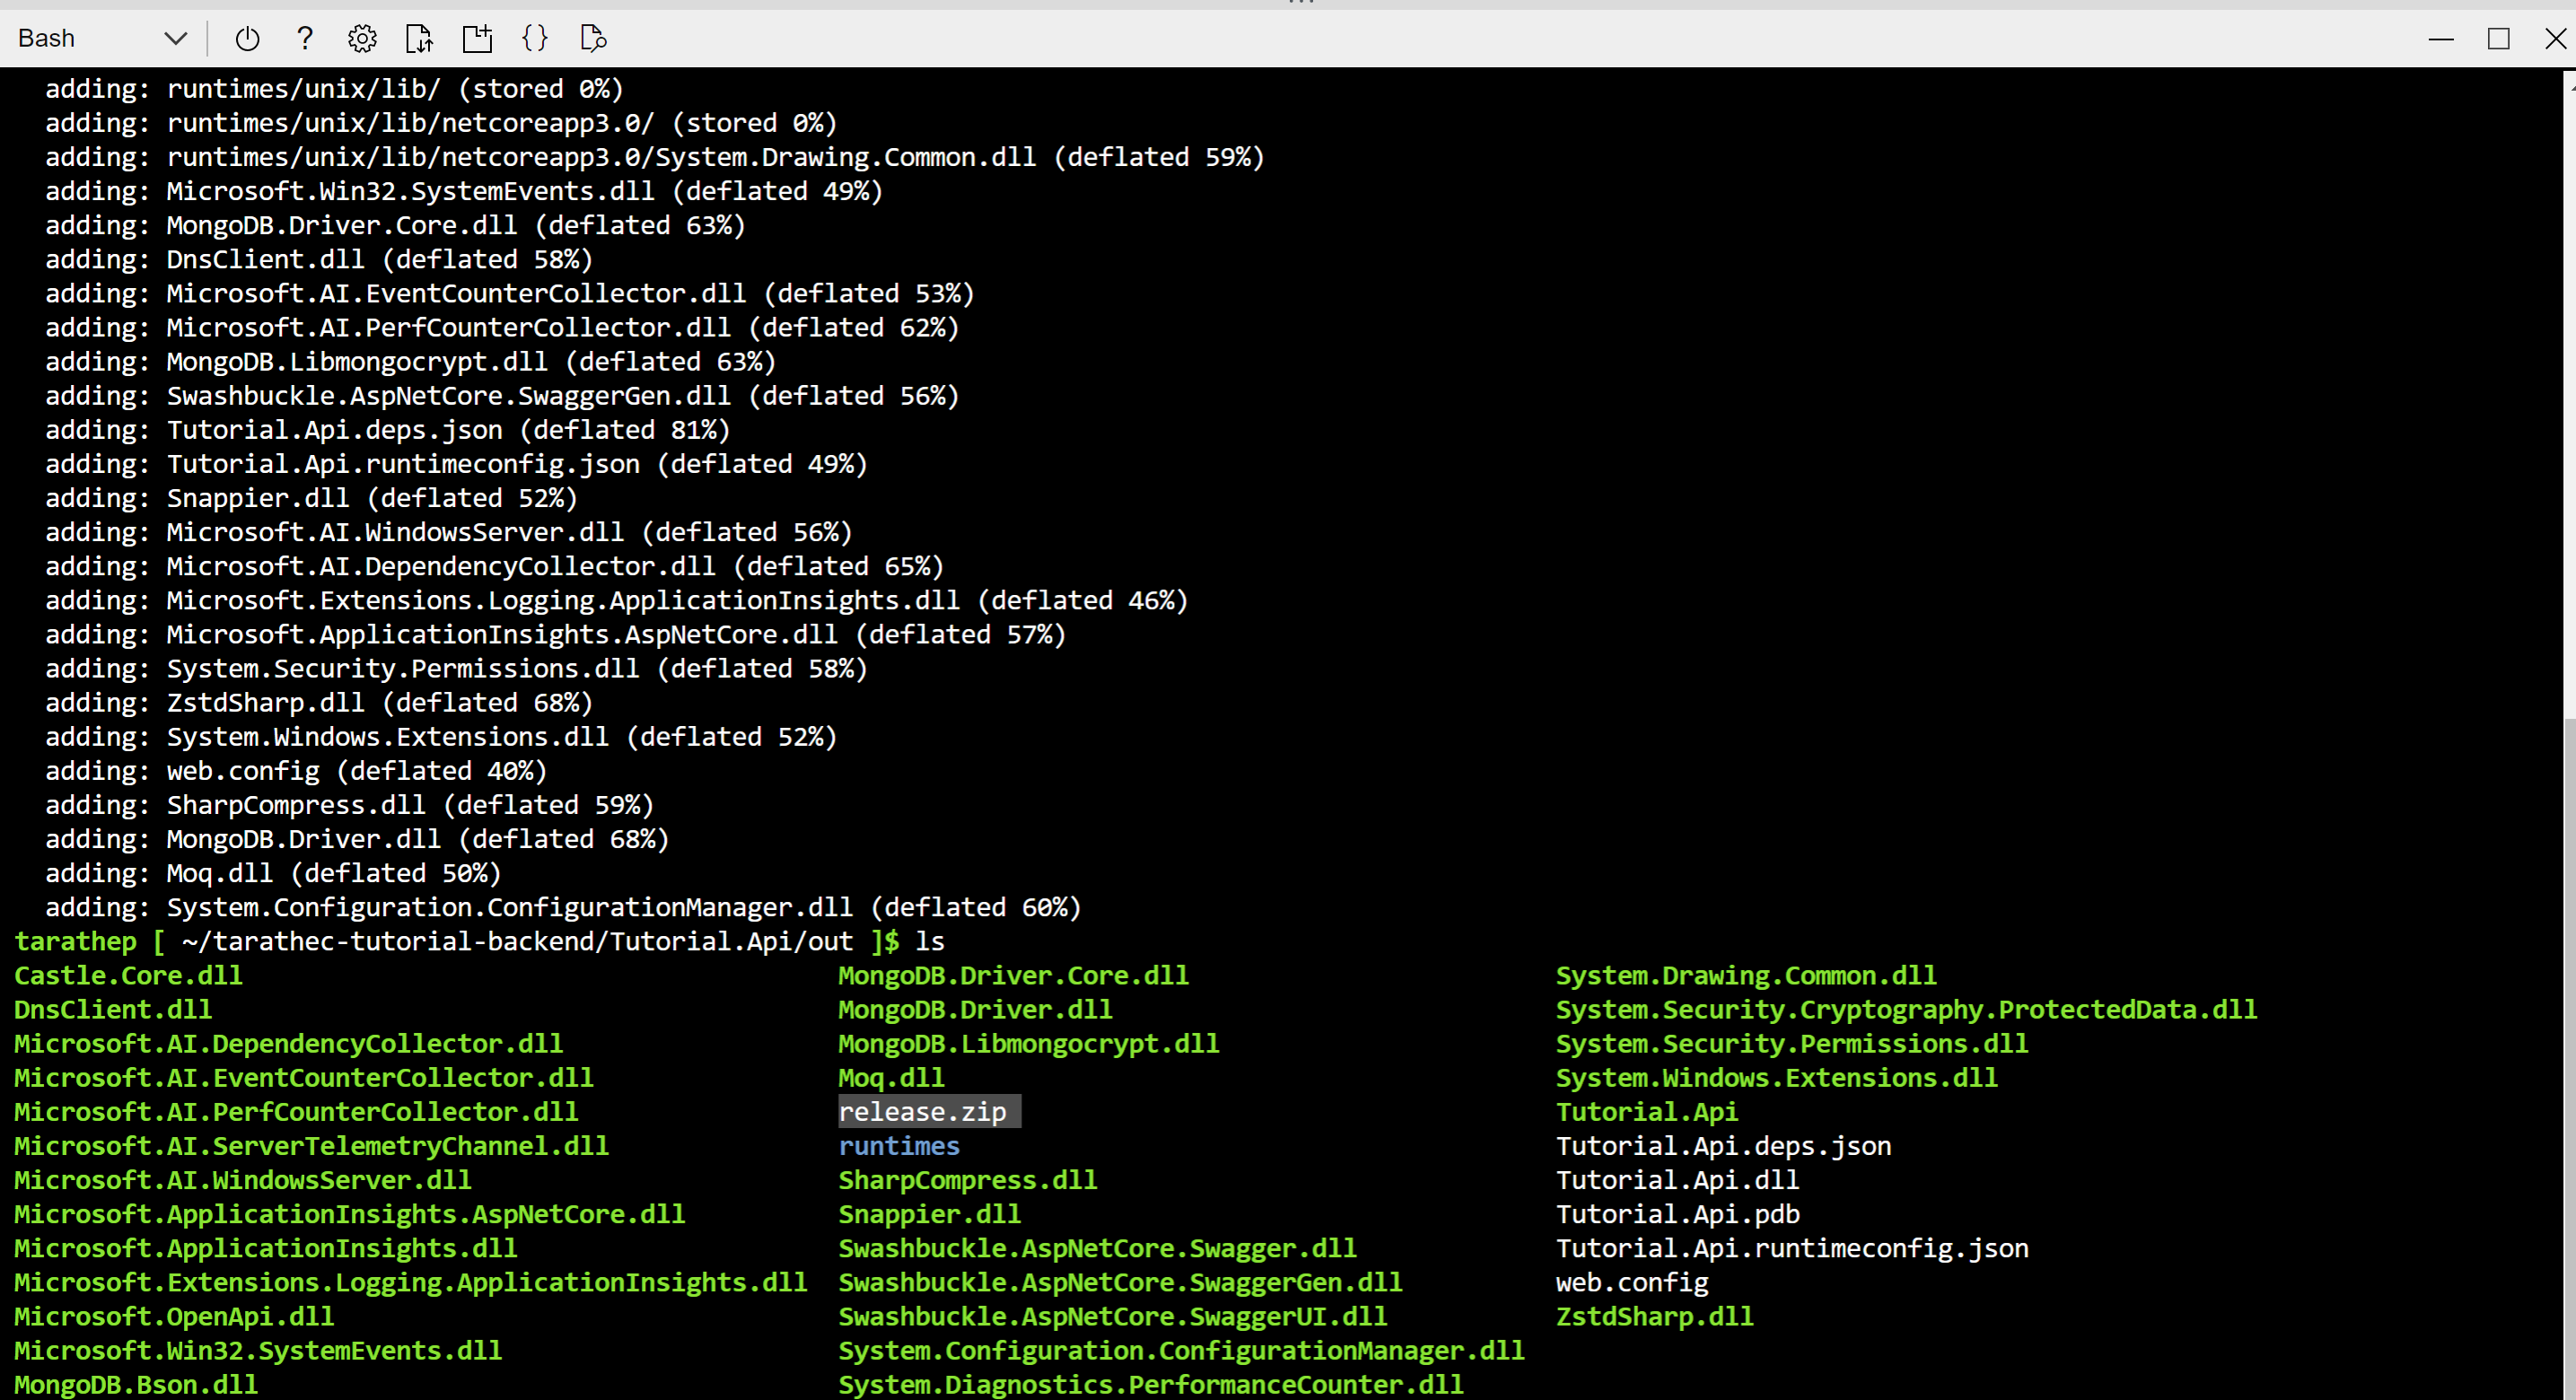 Bash
adding: runtimes/unix/lib/ (stored 0%)
adding: runtimes/unix/lib/netcoreapp3.0/ (stored 0%)
adding: runtimes/unix/lib/netcoreapp3.0/System.Drawing.Common.dll (deflated 59%)
adding: Microsoft.Win32.SystemEvents.dll (deflated 49%)
adding: MongoDB.Driver.Core.dll (deflated 63%)
adding: DnsClient.dll (deflated 58%)
adding: Microsoft.AI.EventCounterCollector.dll (deflated 53%)
adding: Microsoft.AI.PerfCounterCollector.dll (deflated 62%)
adding: MongoDB.Libmongocrypt.dll (deflated 63%)
adding: Swashbuckle.AspNetCore.SwaggerGen.dll (deflated 56%)
adding: Tutorial.Api.deps.json (deflated 81%)
adding: Tutorial.Api.runtimeconfig.json (deflated 49%)
adding: Snappier.dll (deflated 52%)
adding: Microsoft.AI.WindowsServer.dll (deflated 56%)
adding: Microsoft.AI.DependencyCollector.dll (deflated 65%)
adding: Microsoft.Extensions.Logging.ApplicationInsights.dll (deflated 46%)
adding: Microsoft.ApplicationInsights.AspNetCore.dll (deflated 57%)
adding: System.Security.Permissions.dll (deflated 58%)
adding: ZstdSharp.dll (deflated 68%)
adding: System.Windows.Extensions.dll (deflated 52%)
adding: web.config (deflated 40%)
adding: SharpCompress.dll (deflated 59%)
adding: MongoDB.Driver.dll (deflated 68%)
adding: Moq.dll (deflated 50%)
adding: System.Configuration.ConfigurationManager.dll (deflated 60%)
tarathep [ ~/tarathec-tutorial-backend/Tutorial.Api/out ]$ ls
Castle.Core.dll MongoDB.Driver.Core.dll System.Drawing.Common.dll
DnsClient.dll MongoDB.Driver.dll System.Security.Cryptography.ProtectedData.dll
Microsoft.AI.DependencyCollector.dll MongoDB.Libmongocrypt.dll System.Security.Permissions.dll
Microsoft.AI.EventCounterCollector.dll Moq.dll System.Windows.Extensions.dll
Microsoft.AI.PerfCounterCollector.dll release.zip Tutorial.Api
Microsoft.AI.ServerTelemetryChannel.dll runtimes Tutorial.Api.deps.json
Microsoft.AI.WindowsServer.dll SharpCompress.dll Tutorial.Api.dll
Microsoft.ApplicationInsights.AspNetCore.dll Snappier.dll Tutorial.Api.pdb
Microsoft.ApplicationInsights.dll Swashbuckle.AspNetCore.Swagger.dll Tutorial.Api.runtimeconfig.json
Microsoft.Extensions.Logging.ApplicationInsights.dll Swashbuckle.AspNetCore.SwaggerGen.dll web.config
Microsoft.OpenApi.dll Swashbuckle.AspNetCore.SwaggerUI.dll ZstdSharp.dll
Microsoft.Win32.SystemEvents.dll System.Configuration.ConfigurationManager.dll
MongoDB.Bson.dll System.Diagnostics.PerformanceCounter.dll